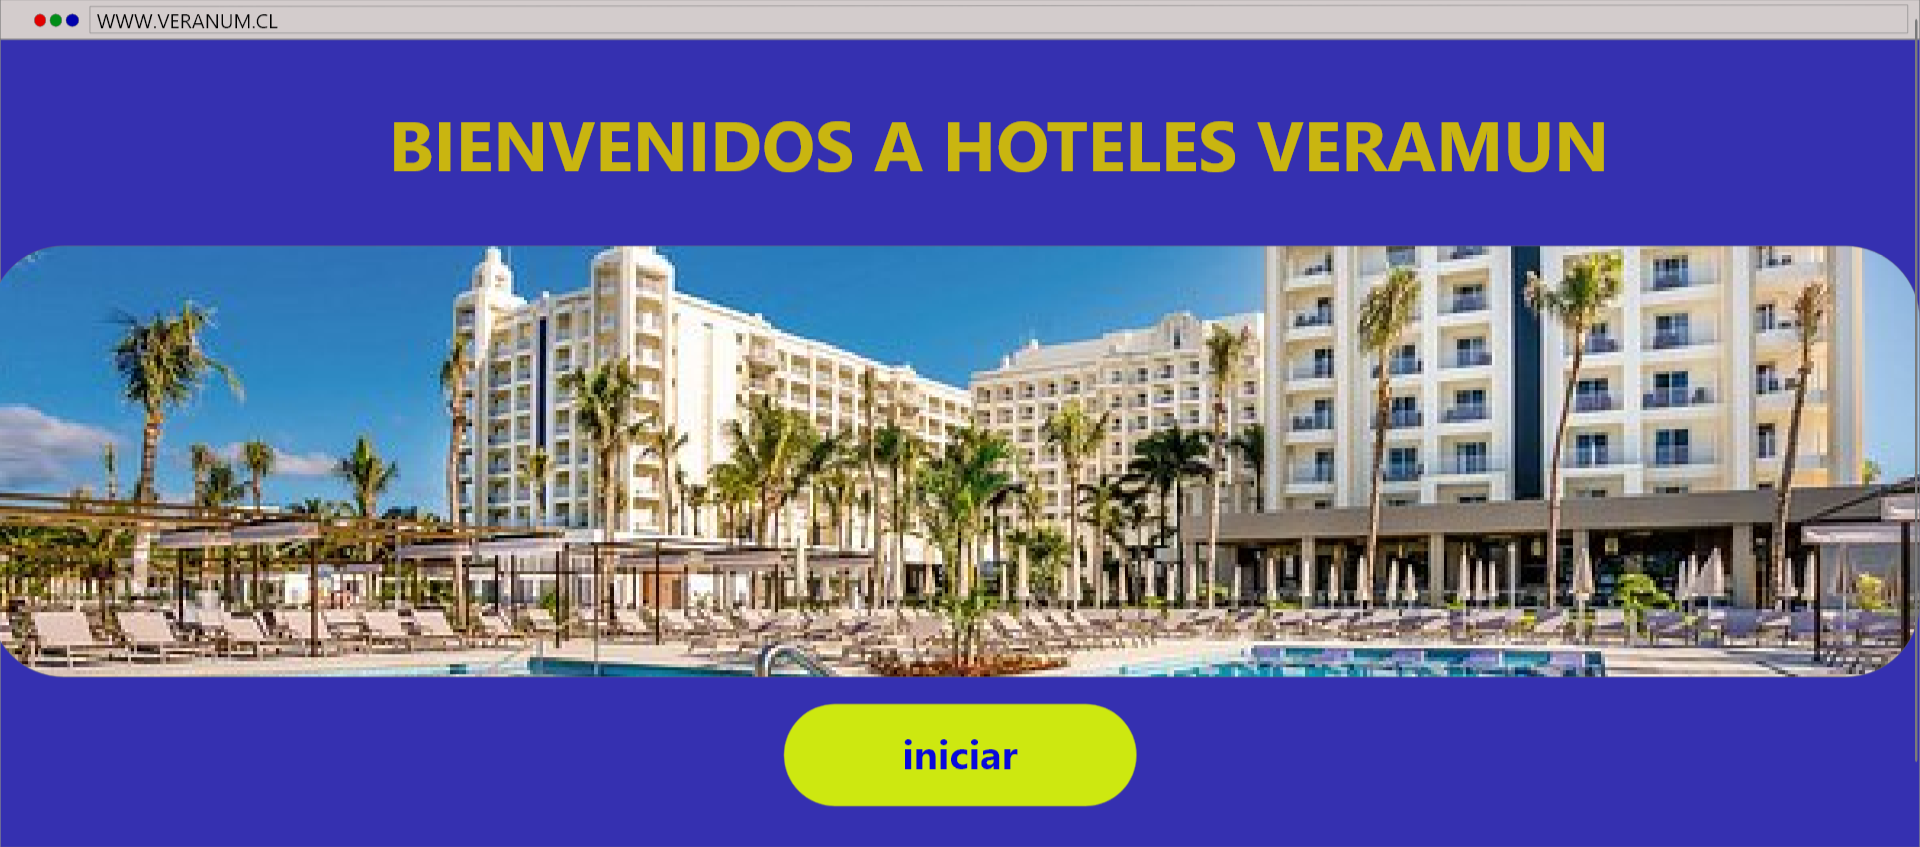 WWW.VERANUM.CL
BIENVENIDOS A HOTELES VERAMUN
iniciar